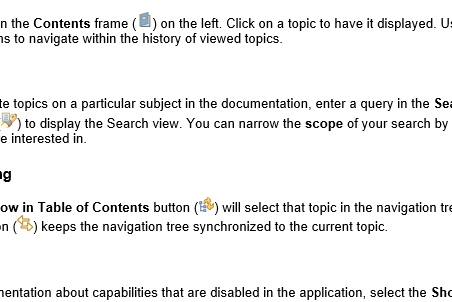 n the Contents frame ( ) on the left. Click on a topic to have it displayed. U
ns to navigate within the history of viewed topics.
te topics on a particular subject in the documentation, enter a query in the Sea
) to display the Search view. You can narrow the scope of your search by
e interested in.
ng
ow in Table of Contents button ( ) will select that topic in the navigation tre
on ( ) keeps the navigation tree synchronized to the current topic.
mentation about capabilities that are disabled in the application, select the Sho